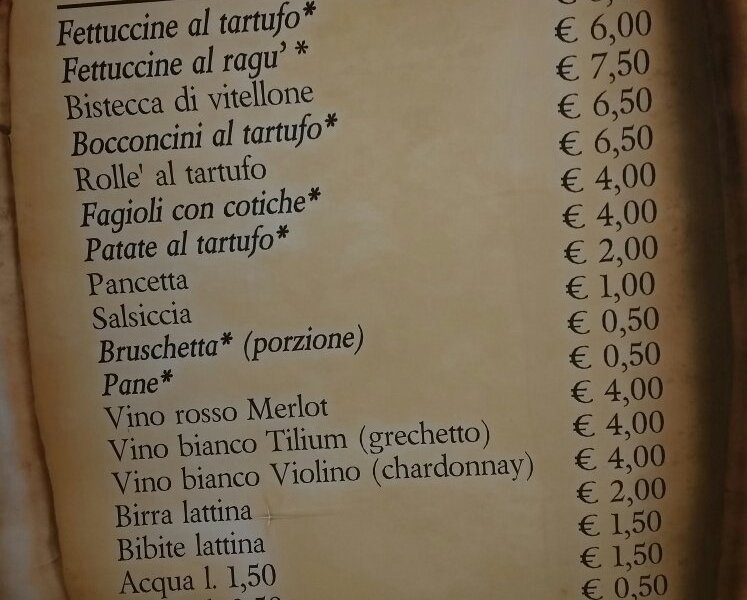 Fettuccine al tartufo*
Fettuccine al ragu' * € 6,00
Bistecca di vitellone € 7,50
Bocconcini al tartufo* € 6,50
Rolle' al tartufo € 6,50
Fagioli con cotiche* € 4,00
Patate al tartufo* € 4,00
Pancetta € 2,00
Salsiccia € 1,00
Bruschetta* (porzione) € 0,50
Pane* € 0,50
Vino rosso Merlot € 4,00
Vino bianco Tilium (grechetto) € 4,00
Vino bianco Violino (chardonnay) € 4,00
Birra lattina € 2,00
Bibite lattina € 1,50
Acqua l. 1,50 € 1,50
€ 0,50